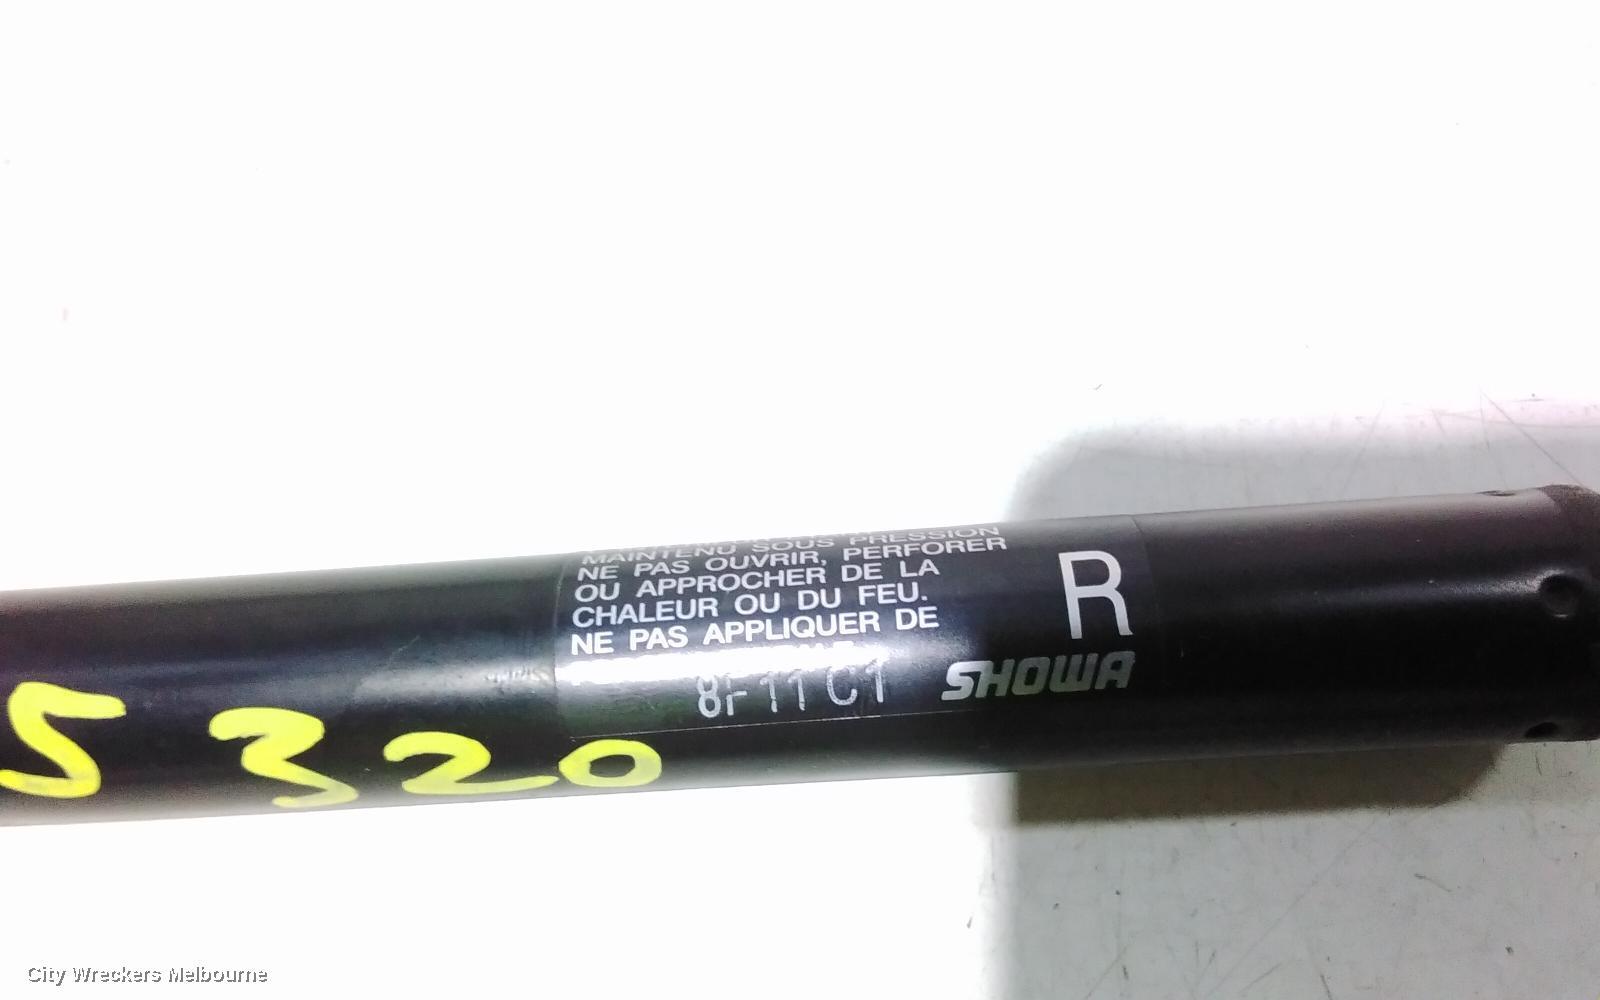 MAINTENU SOUS PRESSION
NE PAS OUVRIR, PERFORER
OU APPROCHER DE LA
CHALEUR OU DU FEU.
NE PAS APPLIQUER DE
8F11C1
R
SHOWA
S 320
City Wreckers Melbourne